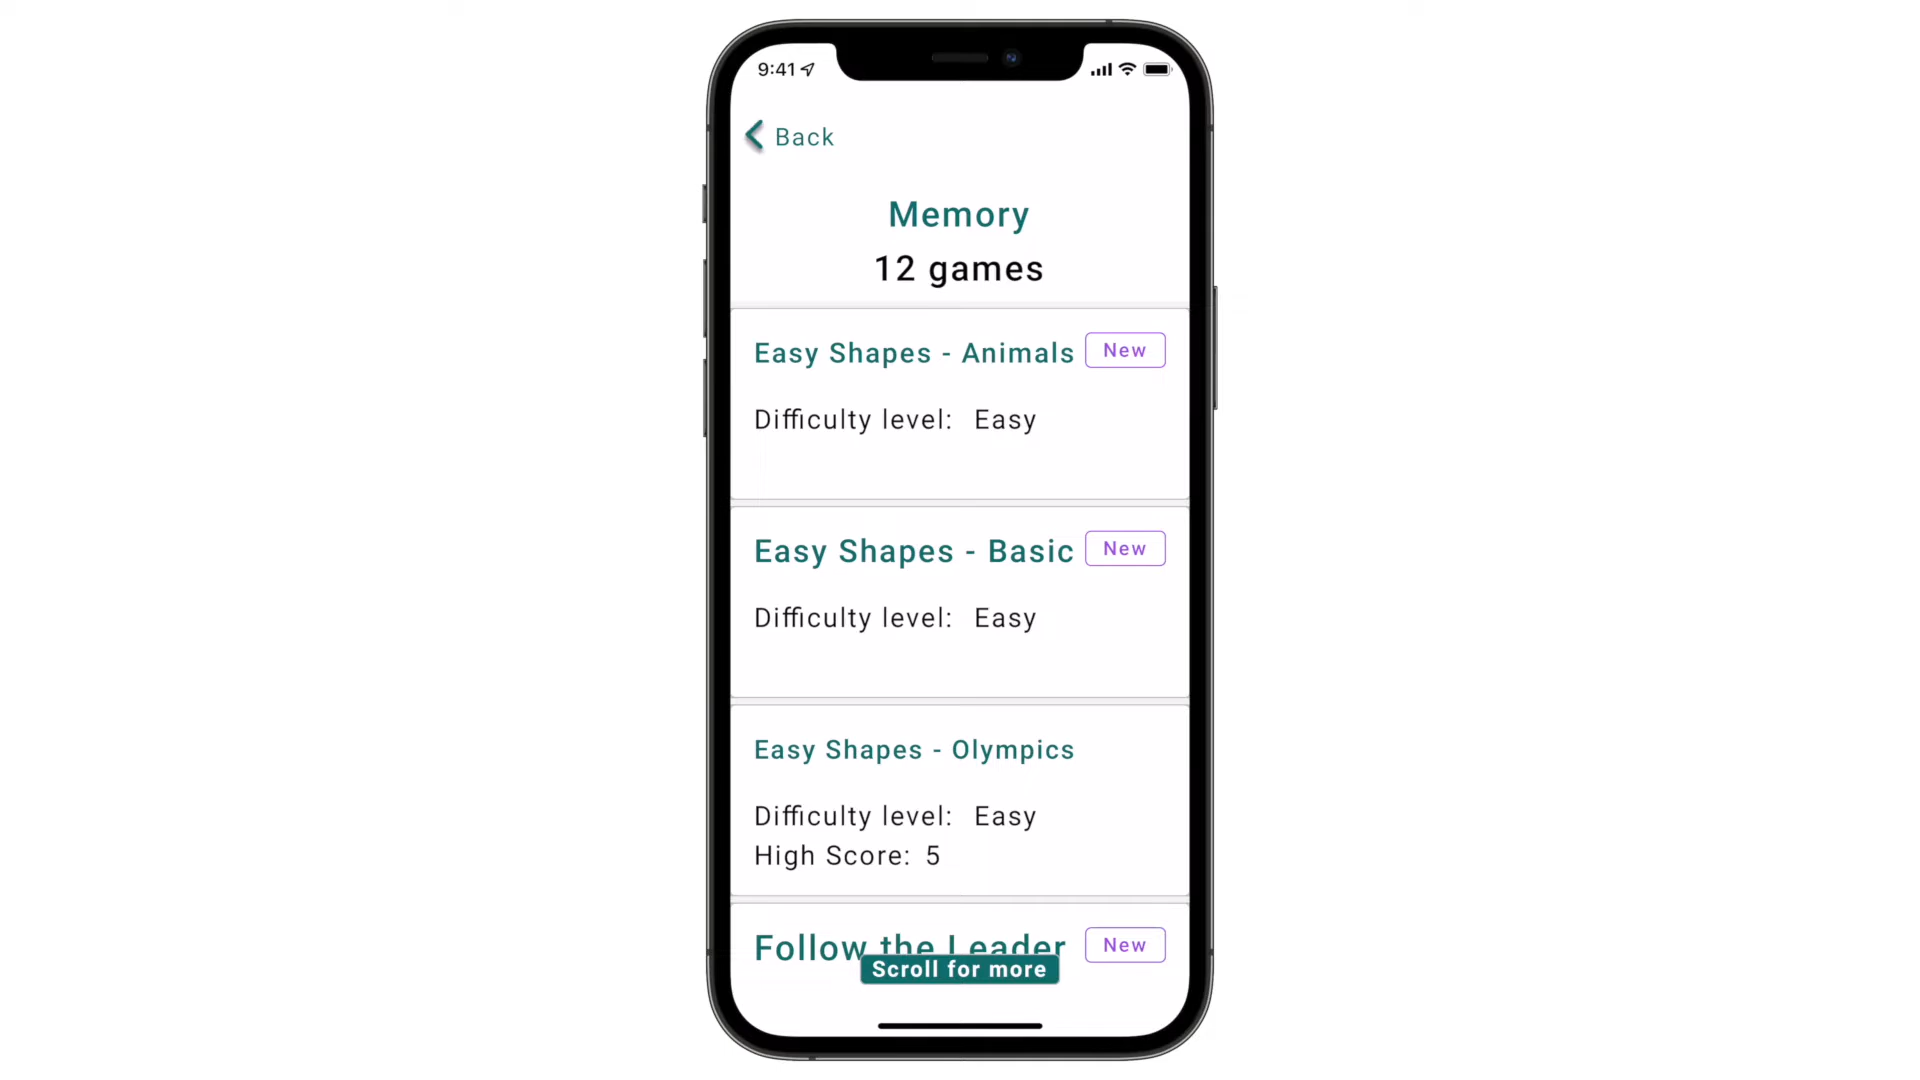 9:41
Back
Memory
12 games
Easy Shapes - Animals New
Difficulty level: Easy
Easy Shapes - Basic New
Difficulty level: Easy
Easy Shapes - Olympics
Difficulty level: Easy
High Score: 5
Follow the Leader New
Scroll for more